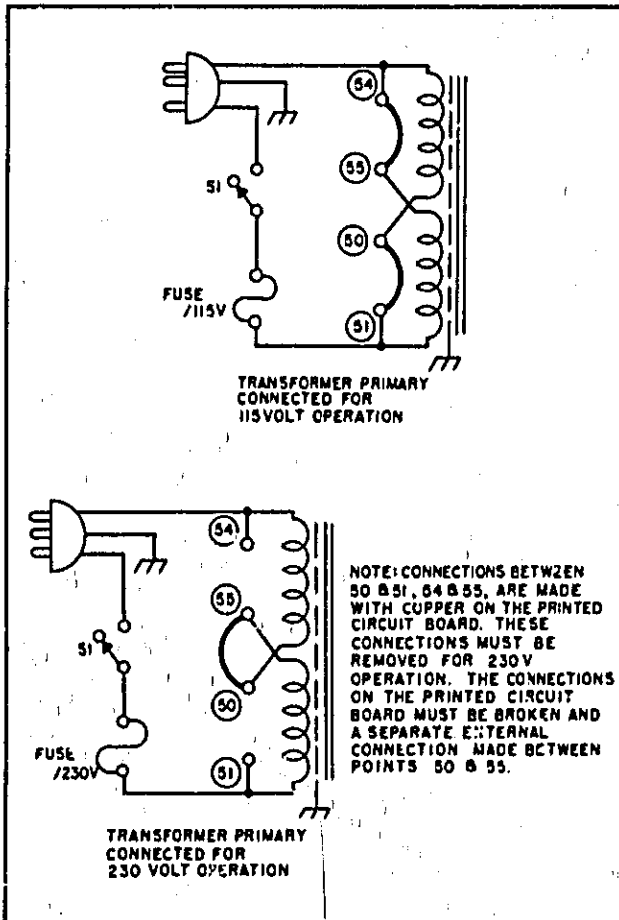 54
55
S1
50
FUSE
/115V
51
TRANSFORMER PRIMARY
CONNECTED FOR
115VOLT OPERATION
54
55
S1
50
FUSE
/230V
51
NOTE: CONNECTIONS BETWZEN
50 & 51, 54 & 55, ARE MADE
WITH COPPER ON THE PRINTED
CIRCUIT BOARD. THESE
CONNECTIONS MUST BE
REMOVED FOR 230V
OPERATION. THE CONNECTIONS
ON THE PRINTED CIRCUIT
BOARD MUST BE BROKEN AND
A SEPARATE EXTERNAL
CONNECTION MADE BETWEEN
POINTS 50 & 55.
TRANSFORMER PRIMARY
CONNECTED FOR
230 VOLT OPERATION